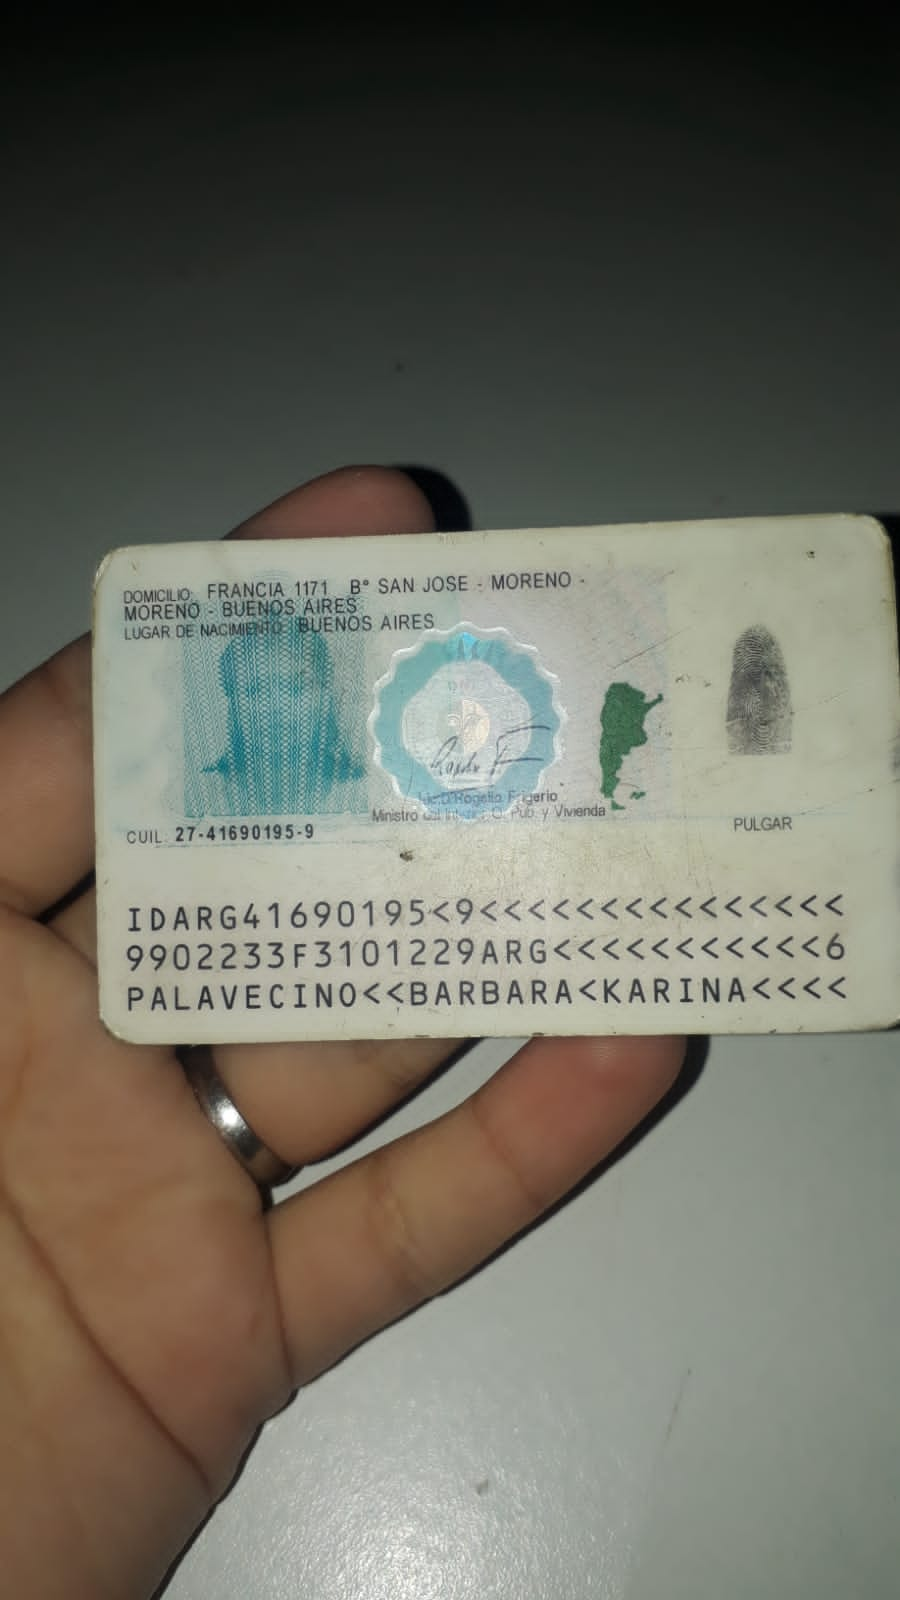 DOMICILIO: FRANCIA 1171 B° SAN JOSE - MORENO -
MORENO - BUENOS AIRES
LUGAR DE NACIMIENTO: BUENOS AIRES
DNI
Lic. Rogelio Frigerio
Ministro del Interior, O. Pub. y Vivienda
PULGAR
CUIL: 27-41690195-9
IDARG41690195<9<<<<<<<<<<<<<<<
9902233F3101229ARG<<<<<<<<<<<6
PALAVECINO<<BARBARA<KARINA<<<<